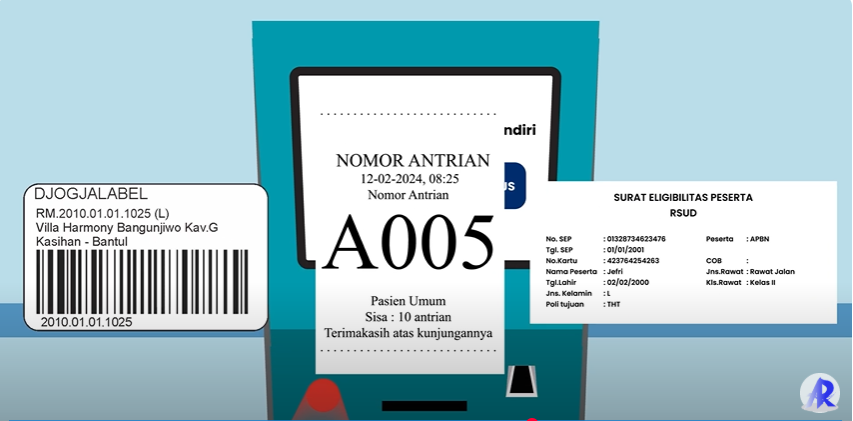 DJOGJALABEL
RM.2010.01.01.1025 (L)
Villa Harmony Bangunjiwo Kav.G
Kasihan - Bantul
2010.01.01.1025
ndiri
US
NOMOR ANTRIAN
12-02-2024, 08:25
Nomor Antrian
A005
Pasien Umum
Sisa : 10 antrian
Terimakasih atas kunjungannya
SURAT ELIGIBILITAS PESERTA
RSUD
No. SEP : 01328734623476 Peserta : APBN
Tgl. SEP : 01/01/2001
No.Kartu : 423764254263 COB :
Nama Peserta : Jefri Jns.Rawat : Rawat Jalan
Tgl.Lahir : 02/02/2000 Kls.Rawat : Kelas II
Jns. Kelamin : L
Poli tujuan : THT
AR